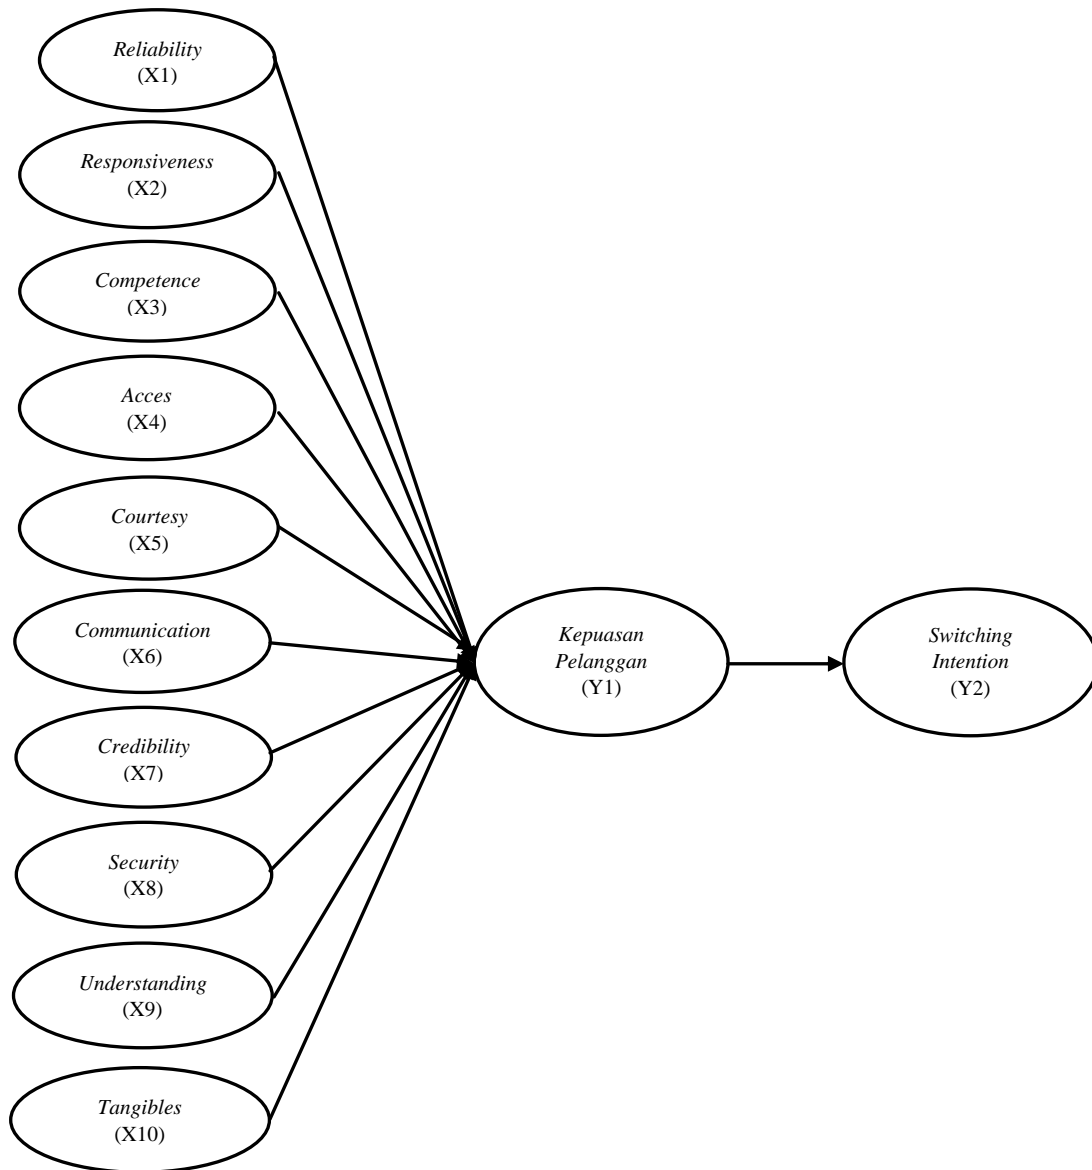 Reliability
(X1)
Responsiveness
(X2)
Competence
(X3)
Acces
(X4)
Courtesy
(X5)
Communication
(X6)
Credibility
(X7)
Security
(X8)
Understanding
(X9)
Tangibles
(X10)
Kepuasan
Pelanggan
(Y1)
Switching
Intention
(Y2)